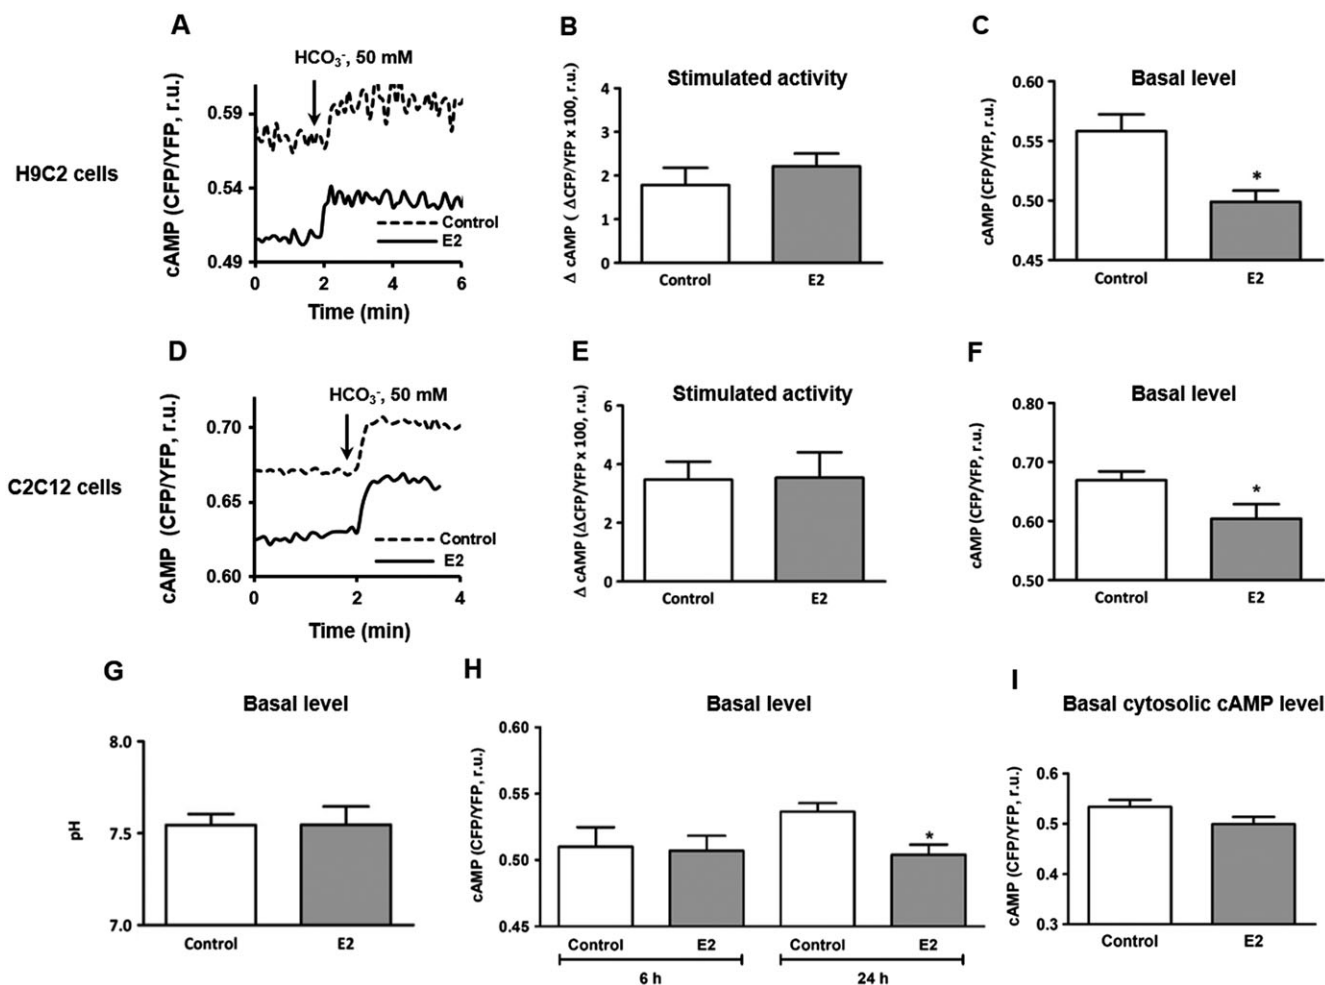 A
HCO₃⁻, 50 mM
cAMP (CFP/YFP, r.u.)
0.59
0.54
0.49
0 2 4 6
Time (min)
Control
E2
H9C2 cells
B
Stimulated activity
Δ cAMP ( ΔCFP/YFP x 100, r.u.)
4
3
2
1
0
Control E2
C
Basal level
cAMP (CFP/YFP, r.u.)
0.60
0.55
0.50
0.45
*
Control E2
D
HCO₃⁻, 50 mM
cAMP (CFP/YFP, r.u.)
0.70
0.65
0.60
0 2 4
Time (min)
Control
E2
C2C12 cells
E
Stimulated activity
Δ cAMP (ΔCFP/YFP x 100, r.u.)
6
4
2
0
Control E2
F
Basal level
cAMP (CFP/YFP, r.u.)
0.80
0.70
0.60
0.50
*
Control E2
G
Basal level
pH
8.0
7.5
7.0
Control E2
H
Basal level
cAMP (CFP/YFP, r.u.)
0.60
0.55
0.50
0.45
*
Control E2 Control E2
6 h 24 h
I
Basal cytosolic cAMP level
cAMP (CFP/YFP, r.u.)
0.6
0.5
0.4
0.3
Control E2